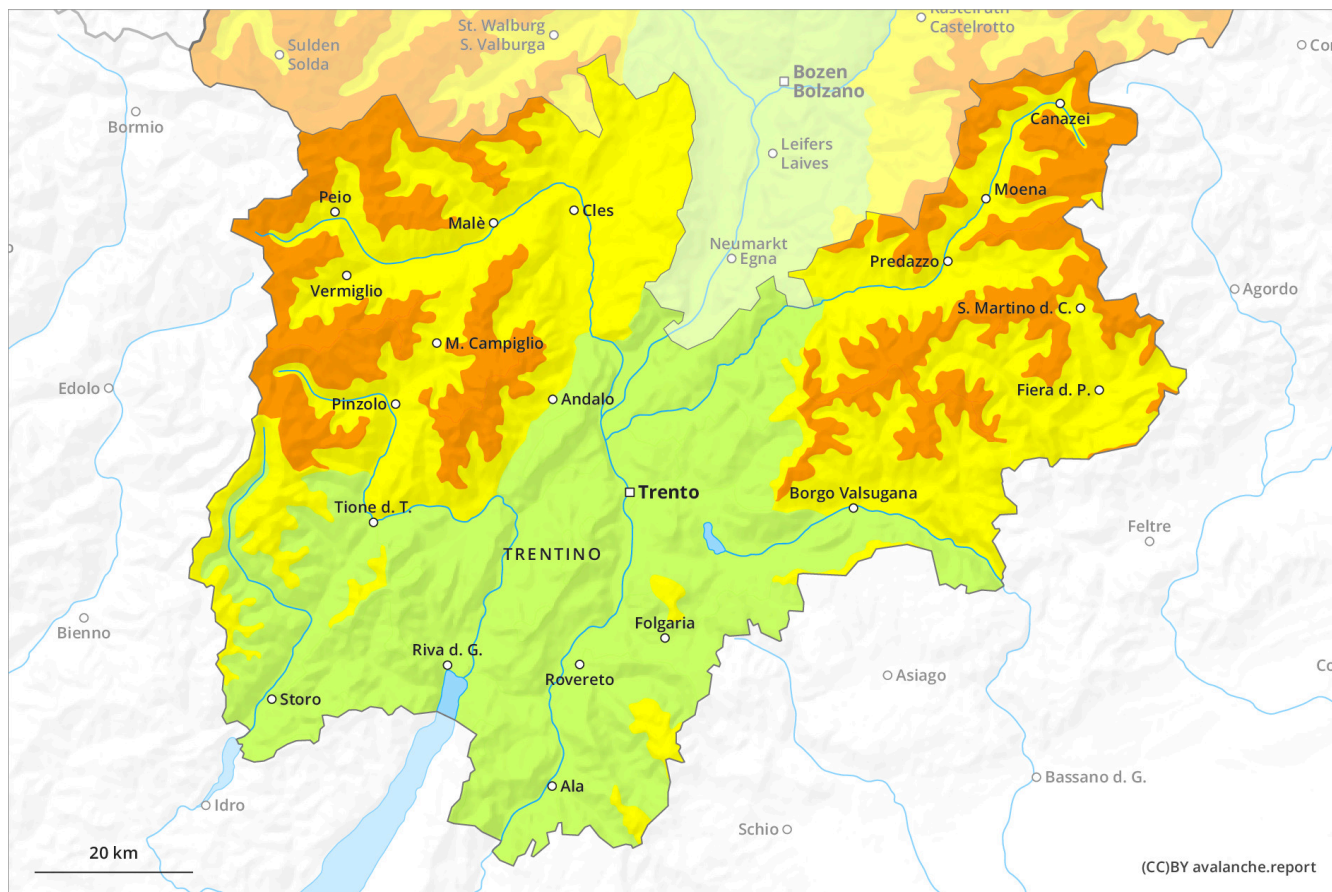 Kastelruth
Castelrotto
St. Walburg
S. Valburga
Sulden
Solda
Bozen
Bolzano
Canazei
Bormio
Leifers
Laives
Moena
Peio
Malè
Cles
Neumarkt
Egna
Predazzo
Vermiglio
Agordo
S. Martino d. C.
M. Campiglio
Edolo
Andalo
Fiera d. P.
Pinzolo
Trento
Borgo Valsugana
Tione d. T.
Feltre
TRENTINO
Bienno
Folgaria
Riva d. G.
Rovereto
Asiago
Storo
Bassano d. G.
Ala
Idro
Schio
20 km
(CC)BY avalanche.report